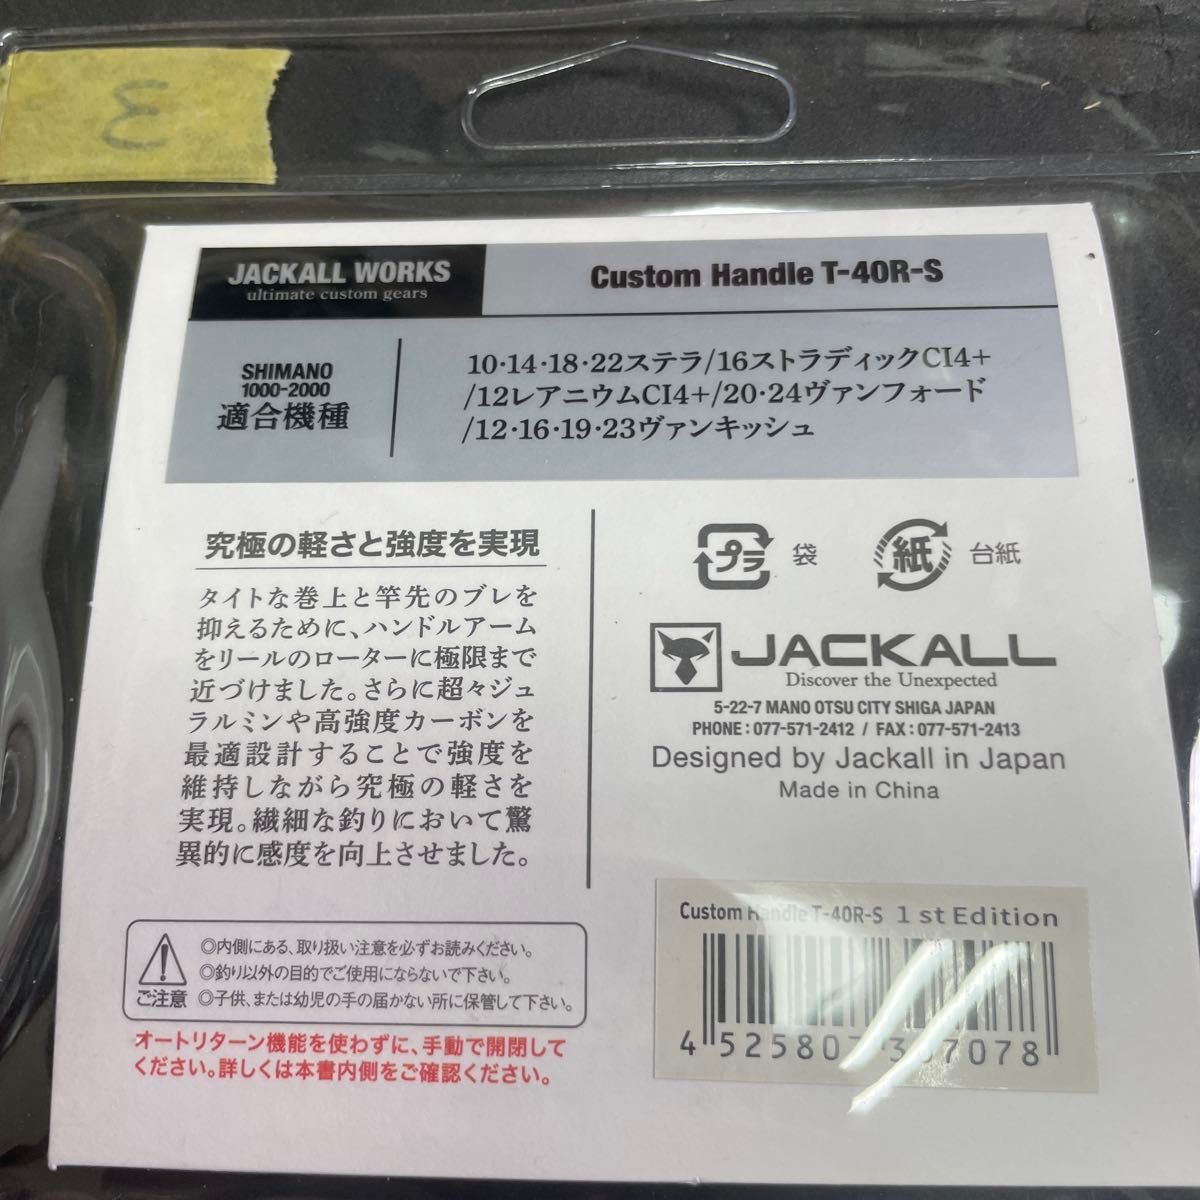 3
JACKALL WORKS
ultimate custom gears
Custom Handle T-40R-S
SHIMANO
1000-2000
適合機種
10・14・18・22ステラ/16ストラディックCI4+
/12レアニウムCI4+/20・24ヴァンフォード
/12・16・19・23ヴァンキッシュ
究極の軽さと強度を実現
タイトな巻上と竿先のブレを
抑えるために、ハンドルアーム
をリールのローターに極限まで
近づけました。さらに超々ジュ
ラルミンや高強度カーボンを
最適設計することで強度を
維持しながら究極の軽さを
実現。繊細な釣りにおいて驚
異的に感度を向上させました。
プラ 袋
紙 台紙
JACKALL
Discover the Unexpected
5-22-7 MANO OTSU CITY SHIGA JAPAN
PHONE : 077-571-2412 / FAX : 077-571-2413
Designed by Jackall in Japan
Made in China
ご注意
◎内側にある、取り扱い注意を必ずお読みください。
◎釣り以外の目的でご使用にならないで下さい。
◎子供、または幼児の手の届かない所に保管して下さい。
オートリターン機能を使わずに、手動で開閉して
ください。詳しくは本書内側をご確認ください。
Custom Handle T-40R-S 1st Edition
4 525807 307078